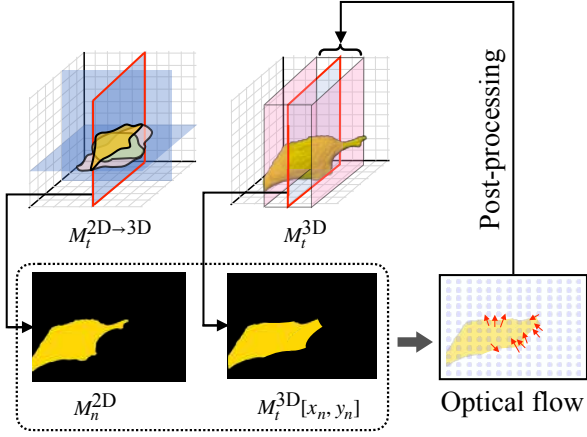 M_t^{2D→3D}
M_t^{3D}
Post-processing
M_n^{2D}
M_t^{3D}[x_n, y_n]
Optical flow